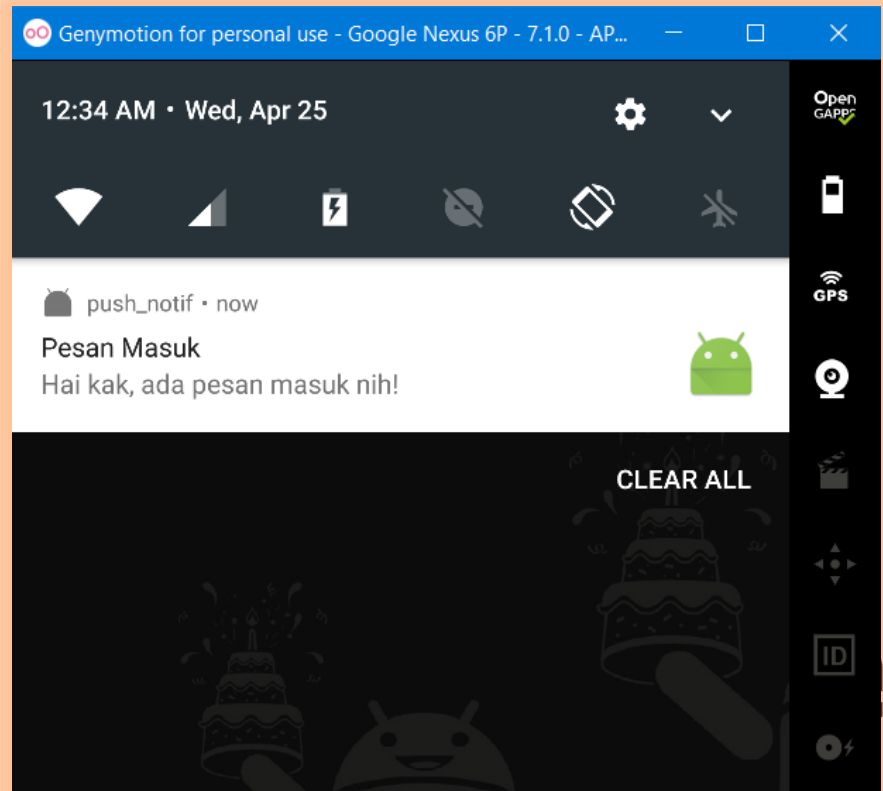 Genymotion for personal use - Google Nexus 6P - 7.1.0 - AP...
12:34 AM • Wed, Apr 25
Open
GAPPS
GPS
push_notif • now
Pesan Masuk
Hai kak, ada pesan masuk nih!
CLEAR ALL
ID